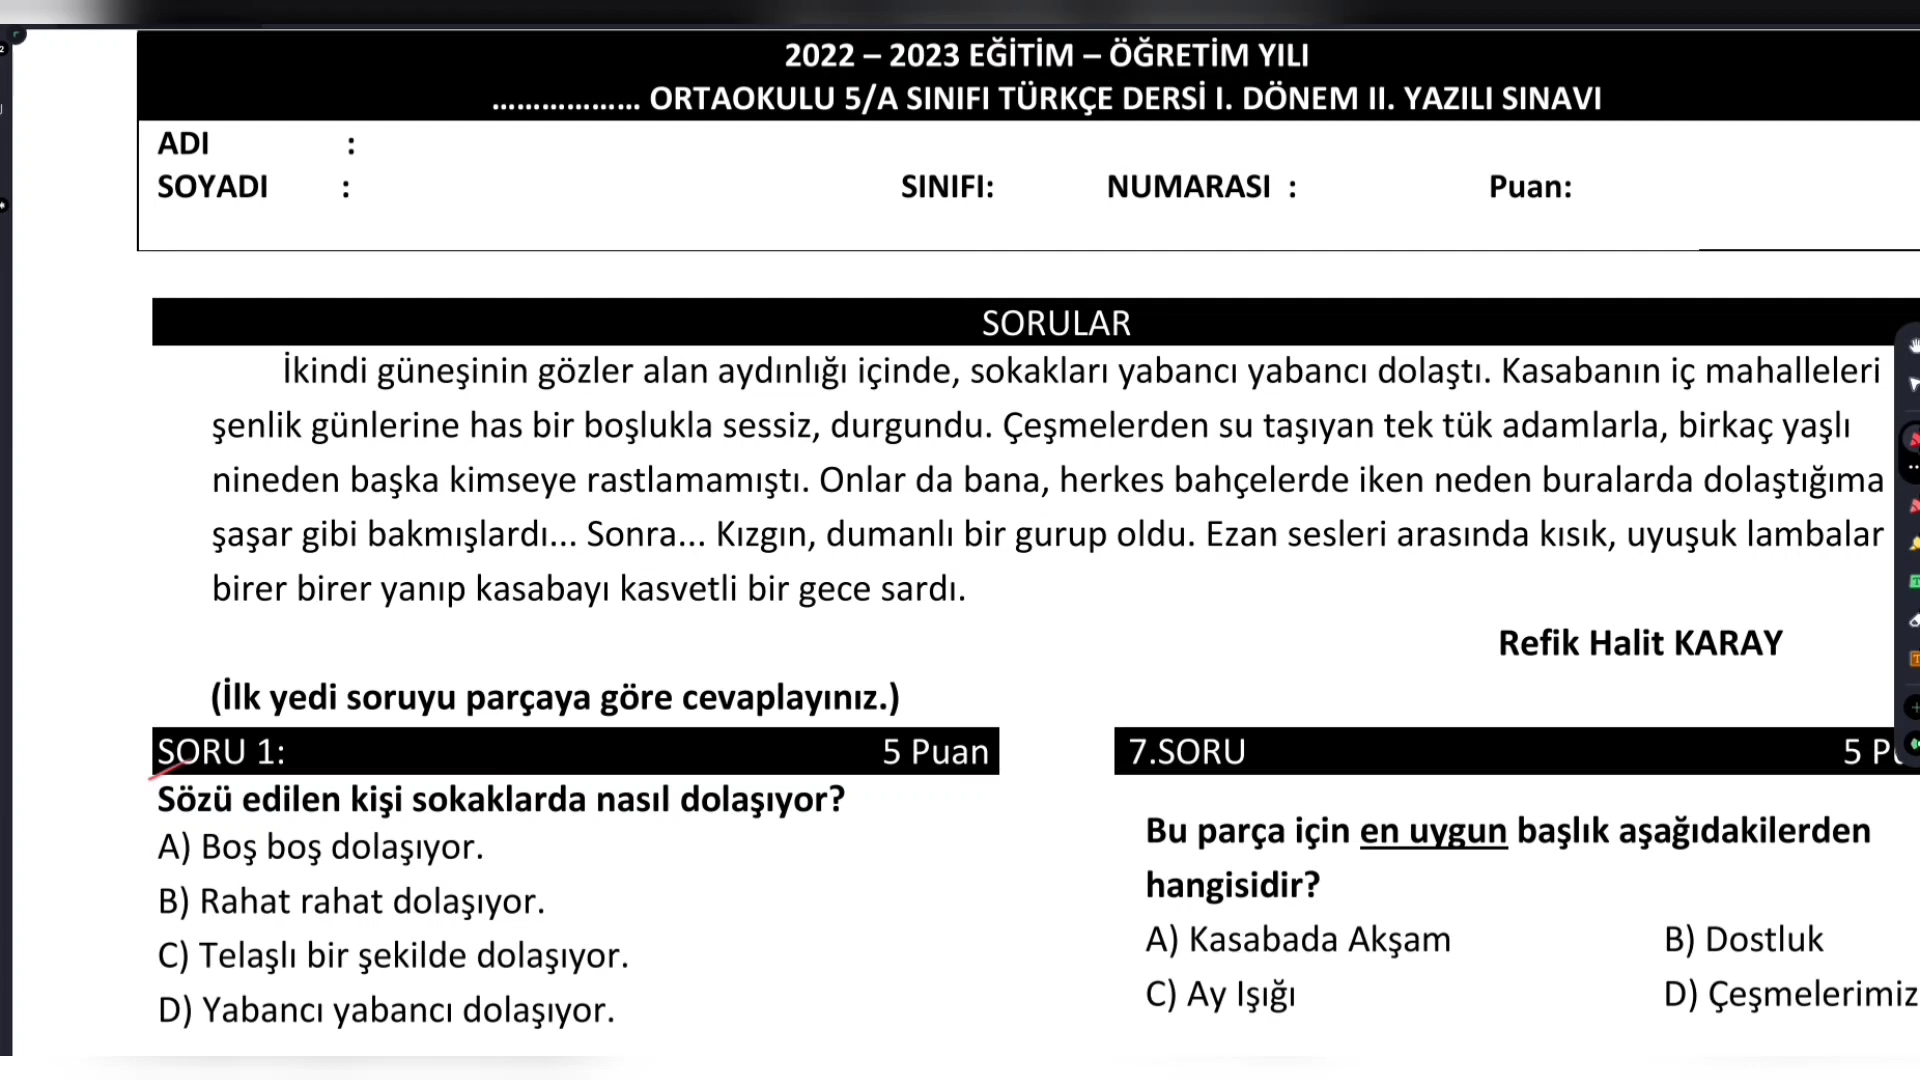 2022 – 2023 EĞİTİM – ÖĞRETİM YILI
.................. ORTAOKULU 5/A SINIFI TÜRKÇE DERSİ I. DÖNEM II. YAZILI SINAVI
ADI :
SOYADI : SINIFI: NUMARASI : Puan:
SORULAR
İkindi güneşinin gözler alan aydınlığı içinde, sokakları yabancı yabancı dolaştı. Kasabanın iç mahalleleri
şenlik günlerine has bir boşlukla sessiz, durgundu. Çeşmelerden su taşıyan tek tük adamlarla, birkaç yaşlı
nineden başka kimseye rastlamamıştı. Onlar da bana, herkes bahçelerde iken neden buralarda dolaştığıma
şaşar gibi bakmışlardı... Sonra... Kızgın, dumanlı bir gurup oldu. Ezan sesleri arasında kısık, uyuşuk lambalar
birer birer yanıp kasabayı kasvetli bir gece sardı.
Refik Halit KARAY
(İlk yedi soruyu parçaya göre cevaplayınız.)
SORU 1: 5 Puan
Sözü edilen kişi sokaklarda nasıl dolaşıyor?
A) Boş boş dolaşıyor.
B) Rahat rahat dolaşıyor.
C) Telaşlı bir şekilde dolaşıyor.
D) Yabancı yabancı dolaşıyor.
7.SORU 5
Bu parça için en uygun başlık aşağıdakilerden
hangisidir?
A) Kasabada Akşam B) Dostluk
C) Ay Işığı D) Çeşmelerimiz